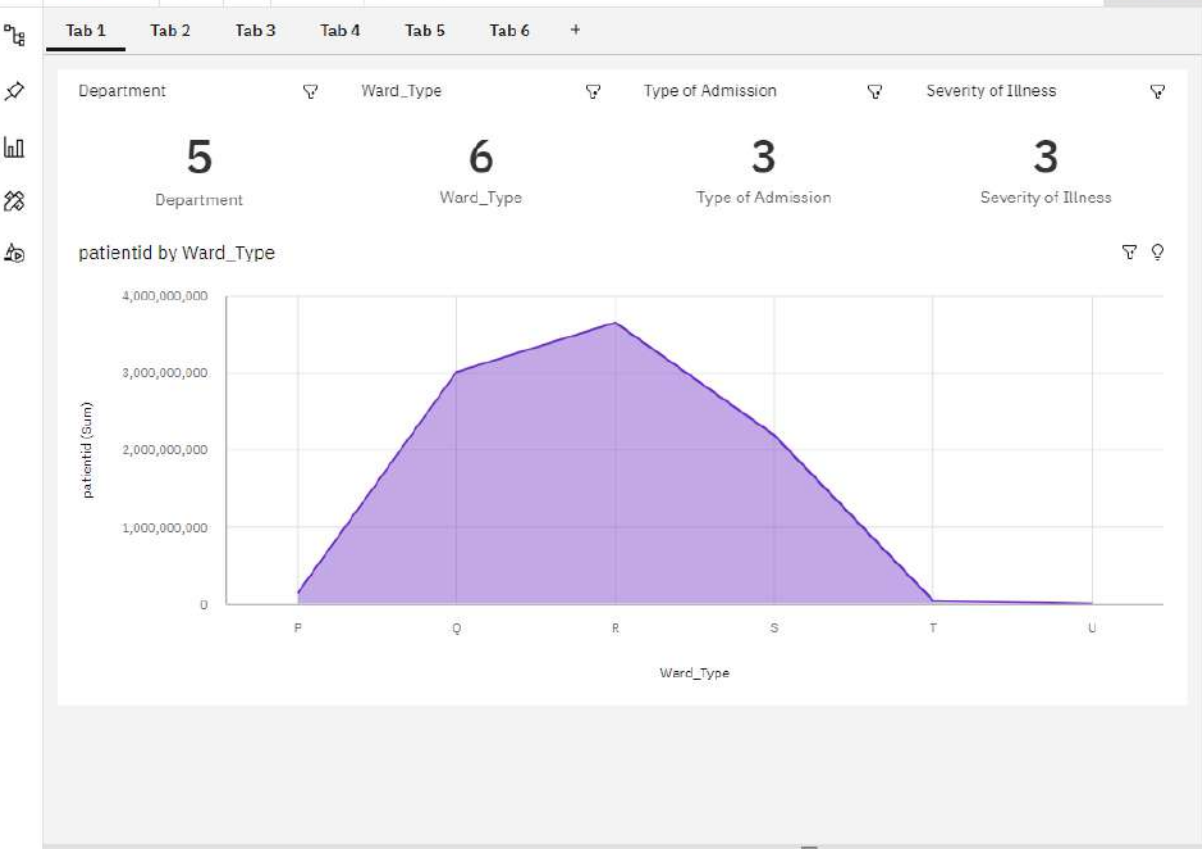 Tab 1 Tab 2 Tab 3 Tab 4 Tab 5 Tab 6 +
Department Ward_Type Type of Admission Severity of Illness
5 6 3 3
Department Ward_Type Type of Admission Severity of Illness
patientid by Ward_Type
4,000,000,000
3,000,000,000
2,000,000,000
1,000,000,000
0
patientid (Sum)
P Q R S T U
Ward_Type